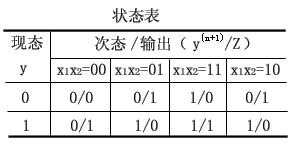 状态表
现态 y 次态/输出(y(n+1)/Z)
x1x2=00 x1x2=01 x1x2=11 x1x2=10
0 0/0 0/1 1/0 0/1
1 0/1 1/0 1/1 1/0